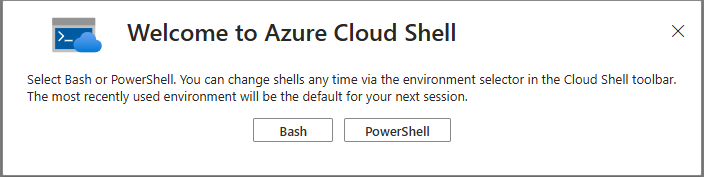 Welcome to Azure Cloud Shell
Select Bash or PowerShell. You can change shells any time via the environment selector in the Cloud Shell toolbar.
The most recently used environment will be the default for your next session.
Bash
PowerShell